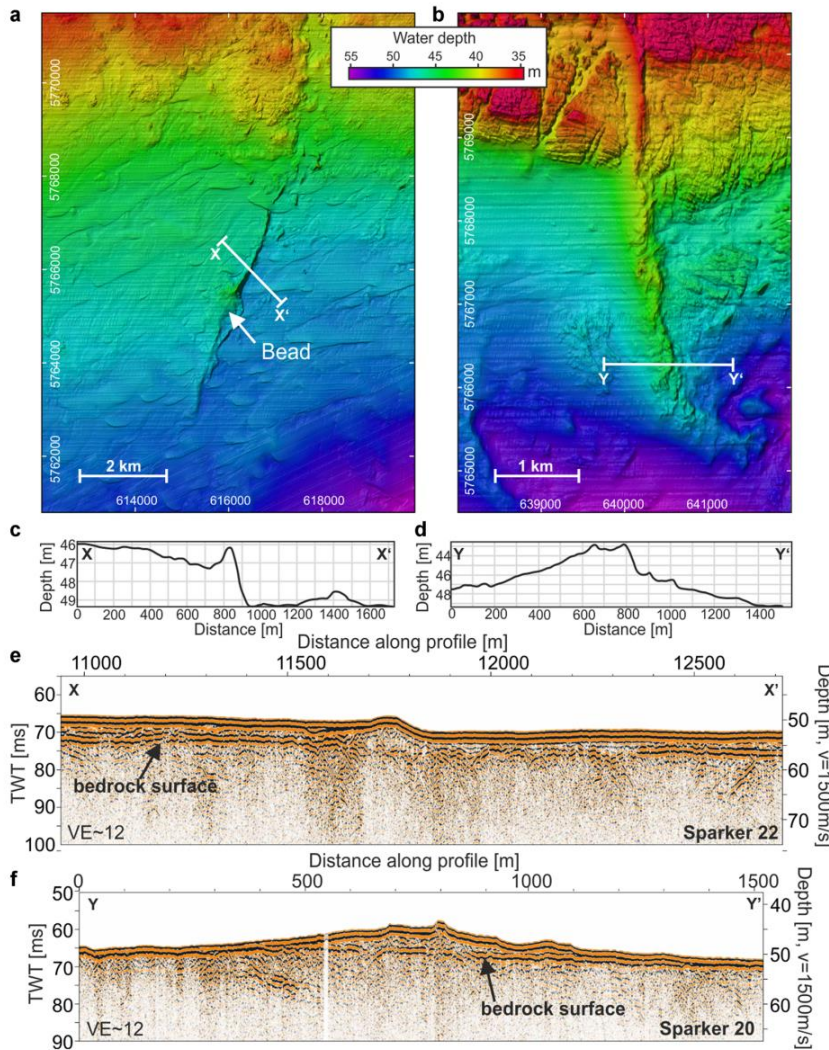 a
b
Water depth
55 50 45 40 35
m
5770000
5768000
5766000
5764000
5762000
X
X'
Bead
2 km
614000 616000 618000
5769000
5768000
5767000
5766000
5765000
Y
Y'
1 km
639000 640000 641000
c
X
X'
Depth [m]
46
47
48
49
0 200 400 600 800 1000 1200 1400 1600
Distance [m]
d
Y
Y'
Depth [m]
44
46
48
0 200 400 600 800 1000 1200 1400
Distance [m]
e
Distance along profile [m]
11000 11500 12000 12500
X
X'
TWT [ms]
60
70
80
90
100
Depth [m, v=1500m/s]
50
60
70
bedrock surface
VE~12
Sparker 22
f
Distance along profile [m]
0 500 1000 1500
Y
Y'
TWT [ms]
50
60
70
80
90
Depth [m, v=1500m/s]
40
50
60
bedrock surface
VE~12
Sparker 20